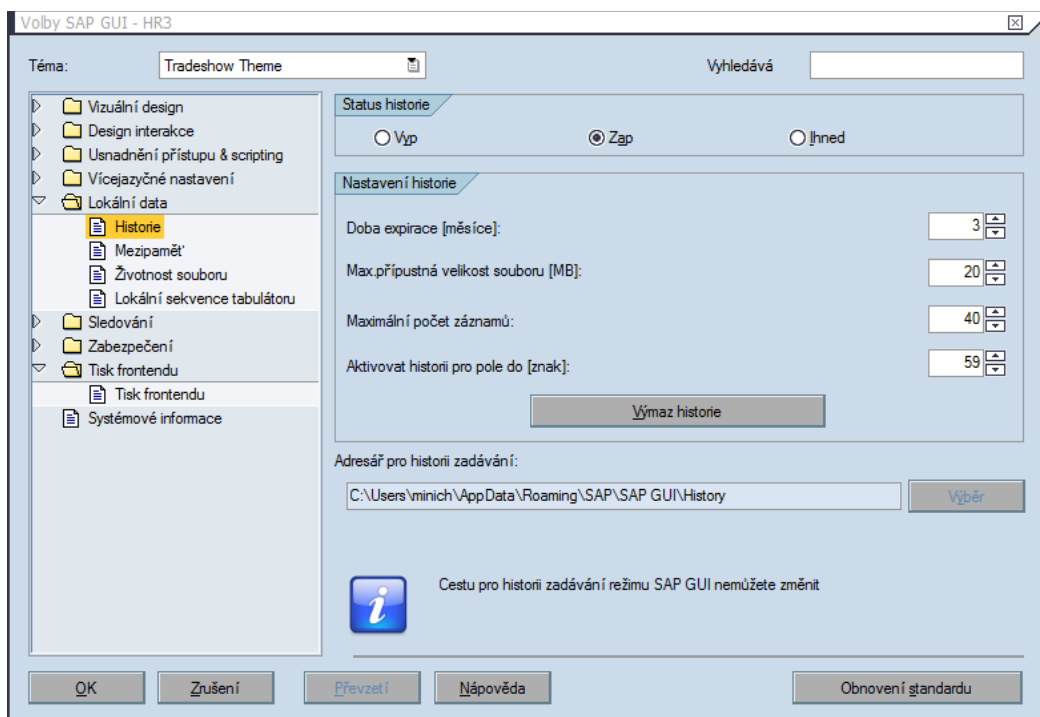 Volby SAP GUI - HR3
Téma: Tradeshow Theme Vyhledává
Vizuální design
Design interakce
Usnadnění přístupu & scripting
Vícejazyčné nastavení
Lokální data
Historie
Mezipaměť
Životnost souboru
Lokální sekvence tabulátoru
Sledování
Zabezpečení
Tisk frontendu
Tisk frontendu
Systémové informace
Status historie
Vyp Zap Ihned
Nastavení historie
Doba expirace [měsíce]: 3
Max.přípustná velikost souboru [MB]: 20
Maximální počet záznamů: 40
Aktivovat historii pro pole do [znak]: 59
Výmaz historie
Adresář pro historii zadávání:
C:\Users\minich\AppData\Roaming\SAP\SAP GUI\History Výběr
Cestu pro historii zadávání režimu SAP GUI nemůžete změnit
OK Zrušení Převzetí Nápověda Obnovení standardu